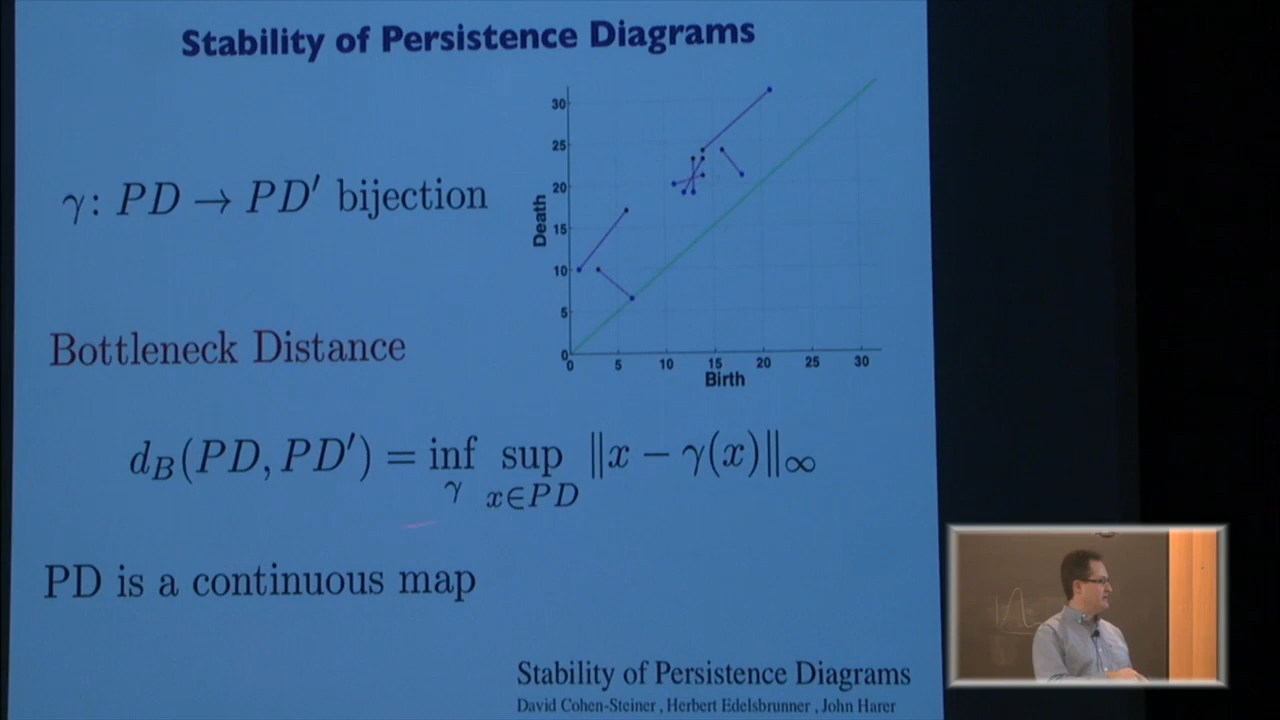 Stability of Persistence Diagrams
γ: PD → PD′ bijection
30
25
20
15
10
5
0
Death
0 5 10 15 20 25 30
Birth
Bottleneck Distance
d_B(PD, PD′) = inf_γ sup_{x∈PD} ‖x − γ(x)‖_∞
PD is a continuous map
Stability of Persistence Diagrams
David Cohen-Steiner , Herbert Edelsbrunner , John Harer